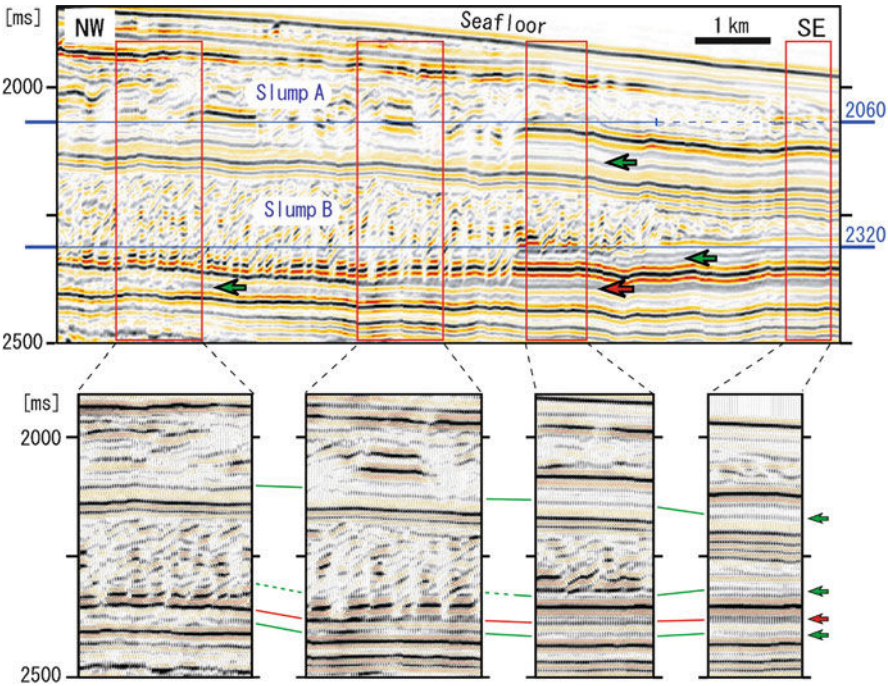 [ms]
NW
Seafloor
1 km
SE
2000
Slump A
2060
Slump B
2320
2500
[ms]
2000
2500